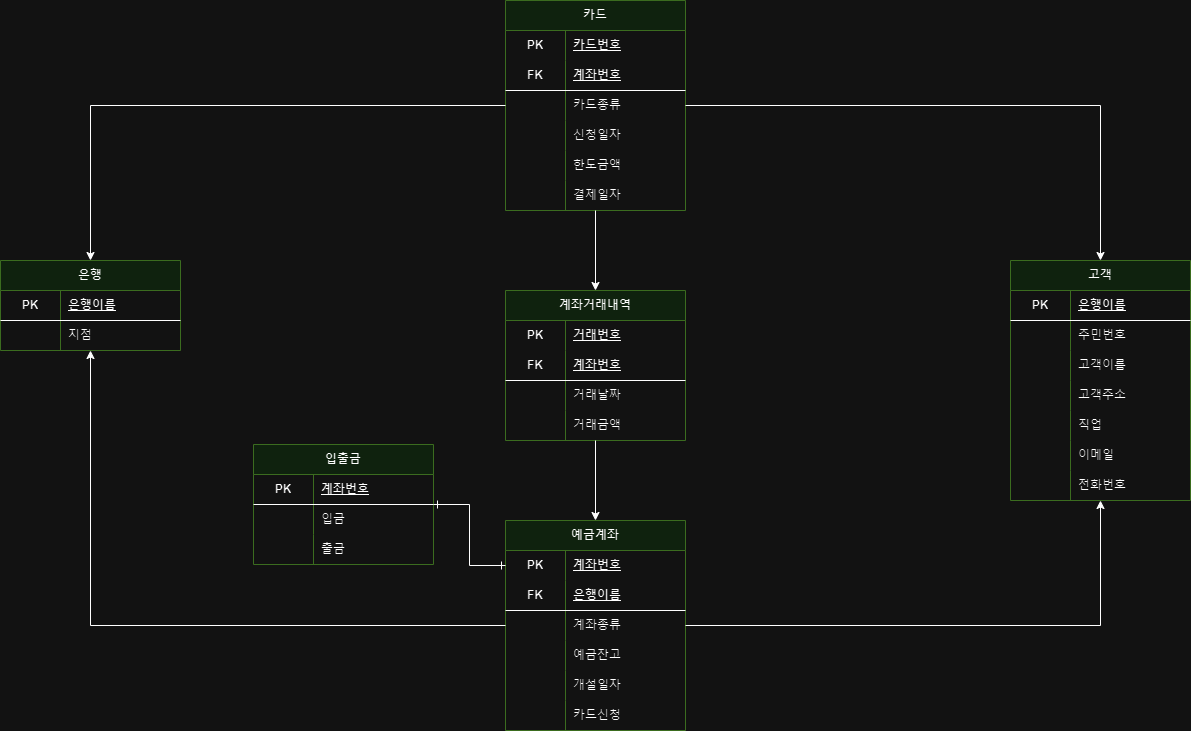 카드
PK 카드번호
FK 계좌번호
카드종류
신청일자
한도금액
결제일자
은행
PK 은행이름
지점
계좌거래내역
PK 거래번호
FK 계좌번호
거래날짜
거래금액
고객
PK 은행이름
주민번호
고객이름
고객주소
직업
이메일
전화번호
입출금
PK 계좌번호
입금
출금
예금계좌
PK 계좌번호
FK 은행이름
계좌종류
예금잔고
개설일자
카드신청